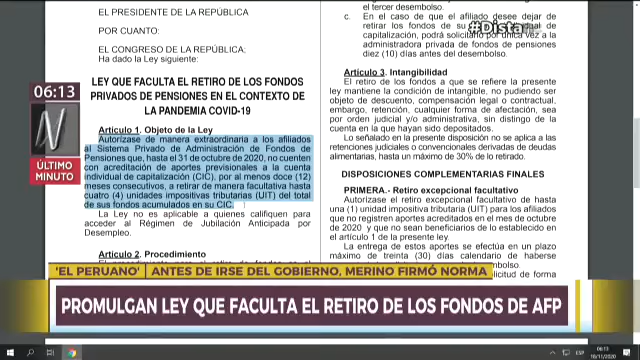 EL PRESIDENTE DE LA REPÚBLICA
POR CUANTO:
EL CONGRESO DE LA REPÚBLICA;
Ha dado la Ley siguiente:
LEY QUE FACULTA EL RETIRO DE LOS FONDOS
PRIVADOS DE PENSIONES EN EL CONTEXTO DE
LA PANDEMIA COVID-19
Artículo 1. Objeto de la Ley
Autorízase de manera extraordinaria a los afiliados
al Sistema Privado de Administración de Fondos de
Pensiones que, hasta el 31 de octubre de 2020, no cuenten
con acreditación de aportes previsionales a la cuenta
individual de capitalización (CIC), por al menos doce (12)
meses consecutivos, a retirar de manera facultativa hasta
cuatro (4) unidades impositivas tributarias (UIT) del total
de sus fondos acumulados en su CIC.
La Ley no es aplicable a quienes califiquen para
acceder al Régimen de Jubilación Anticipada por
Desempleo.
Artículo 2. Procedimiento
el tercer desembolso.
c. En el caso de que el afiliado desee dejar de
retirar los fondos de su
capitalización, podrá solicitarlo por única vez a la
administradora privada de fondos de pensiones
diez (10) días antes del desembolso.
#Dista
Artículo 3. Intangibilidad
El retiro de los fondos a que se refiere la presente
ley mantiene la condición de intangible, no pudiendo ser
objeto de descuento, compensación legal o contractual,
embargo, retención, cualquier forma de afectación, sea
por orden judicial y/o administrativa, sin distingo de la
cuenta en la que hayan sido depositados.
Lo señalado en la presente disposición no se aplica a las
retenciones judiciales o convencionales derivadas de deudas
alimentarias, hasta un máximo de 30% de lo retirado.
DISPOSICIONES COMPLEMENTARIAS FINALES
PRIMERA.- Retiro excepcional facultativo
Autorízase el retiro excepcional facultativo de hasta
una (1) unidad impositiva tributaria (UIT) para los afiliados
que no registren aportes acreditados en el mes de octubre
de 2020 y que no sean beneficiarios de lo establecido en
el artículo 1 de la presente ley.
La entrega de estos aportes se efectúa en un plazo
máximo de treinta (30) días calendario de haberse
solicitud de forma
06:13
N
ÚLTIMO
MINUTO
'EL PERUANO' ANTES DE IRSE DEL GOBIERNO, MERINO FIRMÓ NORMA
PROMULGAN LEY QUE FACULTA EL RETIRO DE LOS FONDOS DE AFP
ESP
06:13
16/11/2020